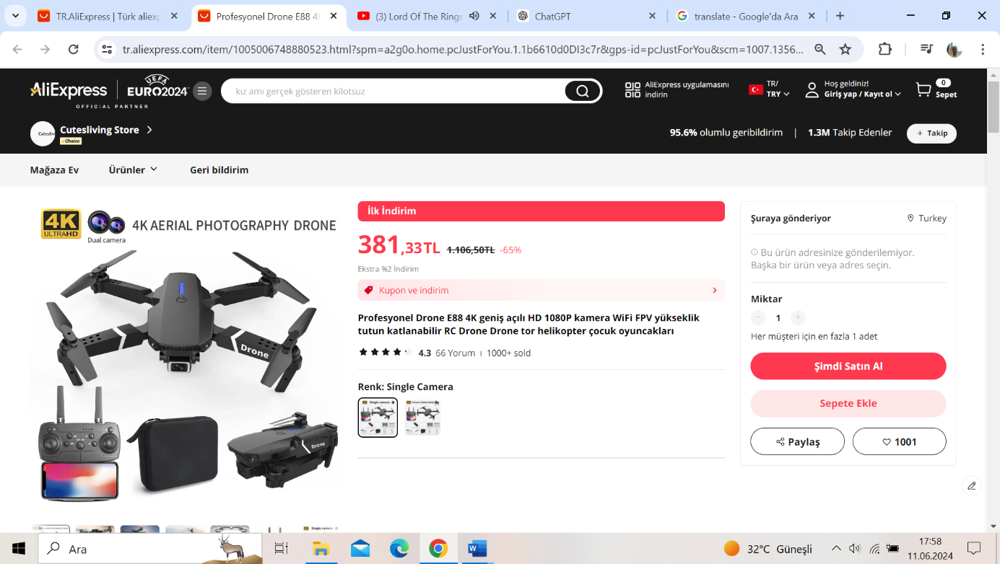 TR.AliExpress | Türk aliexp
Profesyonel Drone E88 4K
(3) Lord Of The Rings
ChatGPT
translate - Google'da Ara
tr.aliexpress.com/item/1005006748880523.html?spm=a2g0o.home.pcJustForYou.1.1b6610d0DI3c7r&gps-id=pcJustForYou&scm=1007.1356...
AliExpress
UEFA
EURO2024
OFFICIAL PARTNER
kız amı gerçek gösteren kilotsuz
AliExpress uygulamasını
indirin
TR/
TRY
Hoş geldiniz!
Giriş yap / Kayıt ol
0
Sepet
Cutesliving Store
Choice
95.6% olumlu geribildirim | 1.3M Takip Edenler
+ Takip
Mağaza Ev
Ürünler
Geri bildirim
4K
ULTRA HD
Dual camera
4K AERIAL PHOTOGRAPHY DRONE
Drone
Drone
İlk İndirim
381,33TL 1.106,50TL -65%
Ekstra %2 İndirim
Kupon ve indirim
Profesyonel Drone E88 4K geniş açılı HD 1080P kamera WiFi FPV yükseklik
tutun katlanabilir RC Drone Drone tor helikopter çocuk oyuncakları
4.3 66 Yorum | 1000+ sold
Renk: Single Camera
Single camera
Şuraya gönderiyor
Turkey
Bu ürün adresinize gönderilemiyor.
Başka bir ürün veya adres seçin.
Miktar
− 1 +
Her müşteri için en fazla 1 adet
Şimdi Satın Al
Sepete Ekle
Paylaş
1001
Ara
32°C Güneşli
17:58
11.06.2024